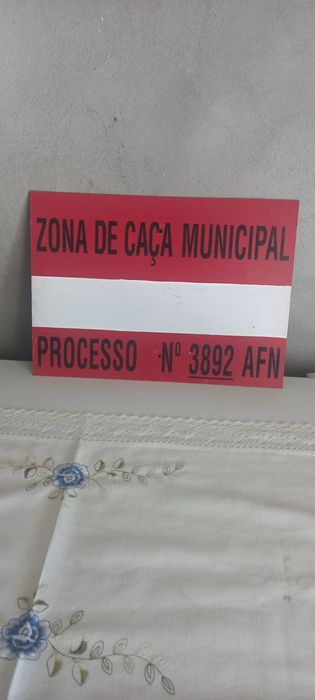 ZONA DE CAÇA MUNICIPAL
PROCESSO Nº 3892 AFN